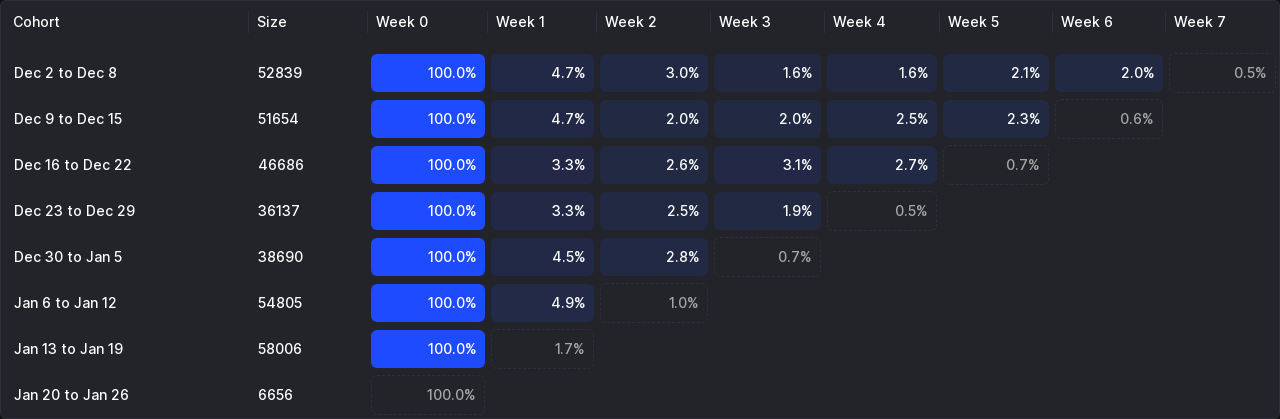 Cohort Size Week 0 Week 1 Week 2 Week 3 Week 4 Week 5 Week 6 Week 7
Dec 2 to Dec 8 52839 100.0% 4.7% 3.0% 1.6% 1.6% 2.1% 2.0% 0.5%
Dec 9 to Dec 15 51654 100.0% 4.7% 2.0% 2.0% 2.5% 2.3% 0.6%
Dec 16 to Dec 22 46686 100.0% 3.3% 2.6% 3.1% 2.7% 0.7%
Dec 23 to Dec 29 36137 100.0% 3.3% 2.5% 1.9% 0.5%
Dec 30 to Jan 5 38690 100.0% 4.5% 2.8% 0.7%
Jan 6 to Jan 12 54805 100.0% 4.9% 1.0%
Jan 13 to Jan 19 58006 100.0% 1.7%
Jan 20 to Jan 26 6656 100.0%